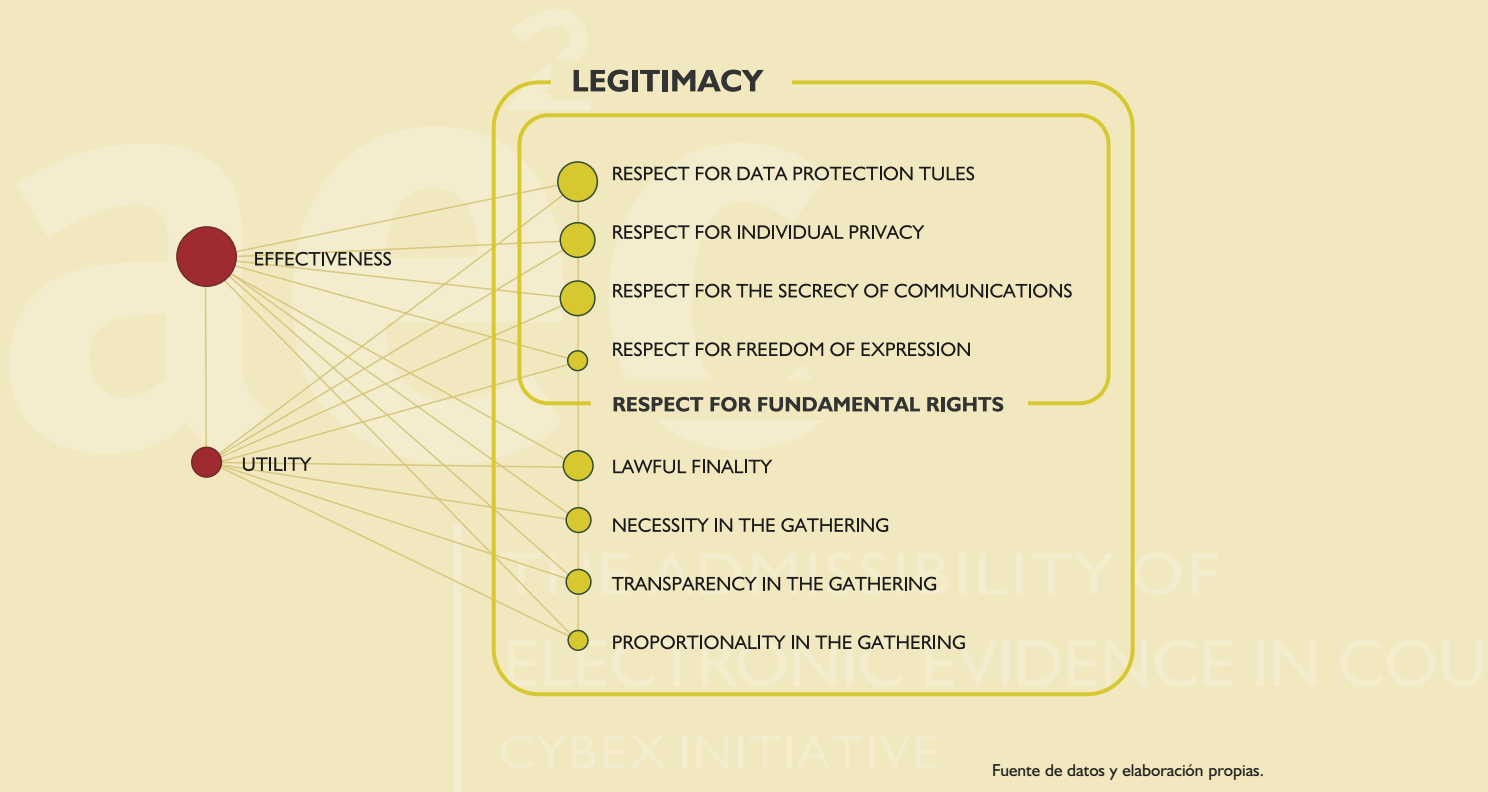 2
aec
LEGITIMACY
RESPECT FOR DATA PROTECTION TULES
RESPECT FOR INDIVIDUAL PRIVACY
EFFECTIVENESS
RESPECT FOR THE SECRECY OF COMMUNICATIONS
RESPECT FOR FREEDOM OF EXPRESSION
RESPECT FOR FUNDAMENTAL RIGHTS
UTILITY
LAWFUL FINALITY
NECESSITY IN THE GATHERING
TRANSPARENCY IN THE GATHERING
PROPORTIONALITY IN THE GATHERING
THE ADMISSIBILITY OF
ELECTRONIC EVIDENCE IN COU
CYBEX INITIATIVE
Fuente de datos y elaboración propias.